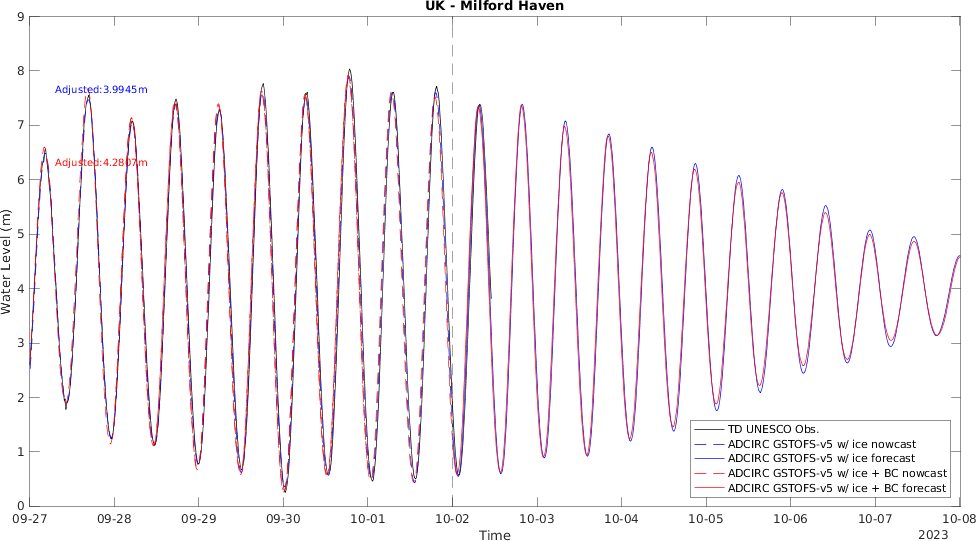 UK - Milford Haven
9
8
7
6
5
4
3
2
1
0
Water Level (m)
Adjusted:3.9945m
Adjusted:4.2807m
TD UNESCO Obs.
ADCIRC GSTOFS-v5 w/ ice nowcast
ADCIRC GSTOFS-v5 w/ ice forecast
ADCIRC GSTOFS-v5 w/ ice + BC nowcast
ADCIRC GSTOFS-v5 w/ ice + BC forecast
09-27 09-28 09-29 09-30 10-01 10-02 10-03 10-04 10-05 10-06 10-07 10-08
Time
2023